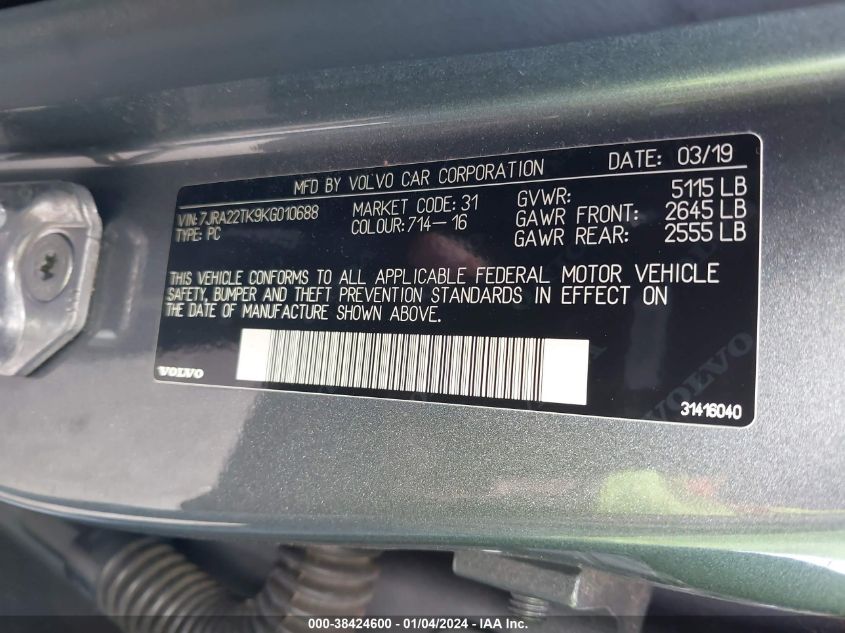 MFD BY VOLVO CAR CORPORATION DATE: 03/19
VIN: 7JRA22TK9KG010688 MARKET CODE: 31 GVWR: 5115 LB
TYPE: PC COLOUR: 714-16 GAWR FRONT: 2645 LB
GAWR REAR: 2555 LB
THIS VEHICLE CONFORMS TO ALL APPLICABLE FEDERAL MOTOR VEHICLE
SAFETY, BUMPER AND THEFT PREVENTION STANDARDS IN EFFECT ON
THE DATE OF MANUFACTURE SHOWN ABOVE.
VOLVO
VOLVO
31416040
000-38424600 - 01/04/2024 - IAA Inc.